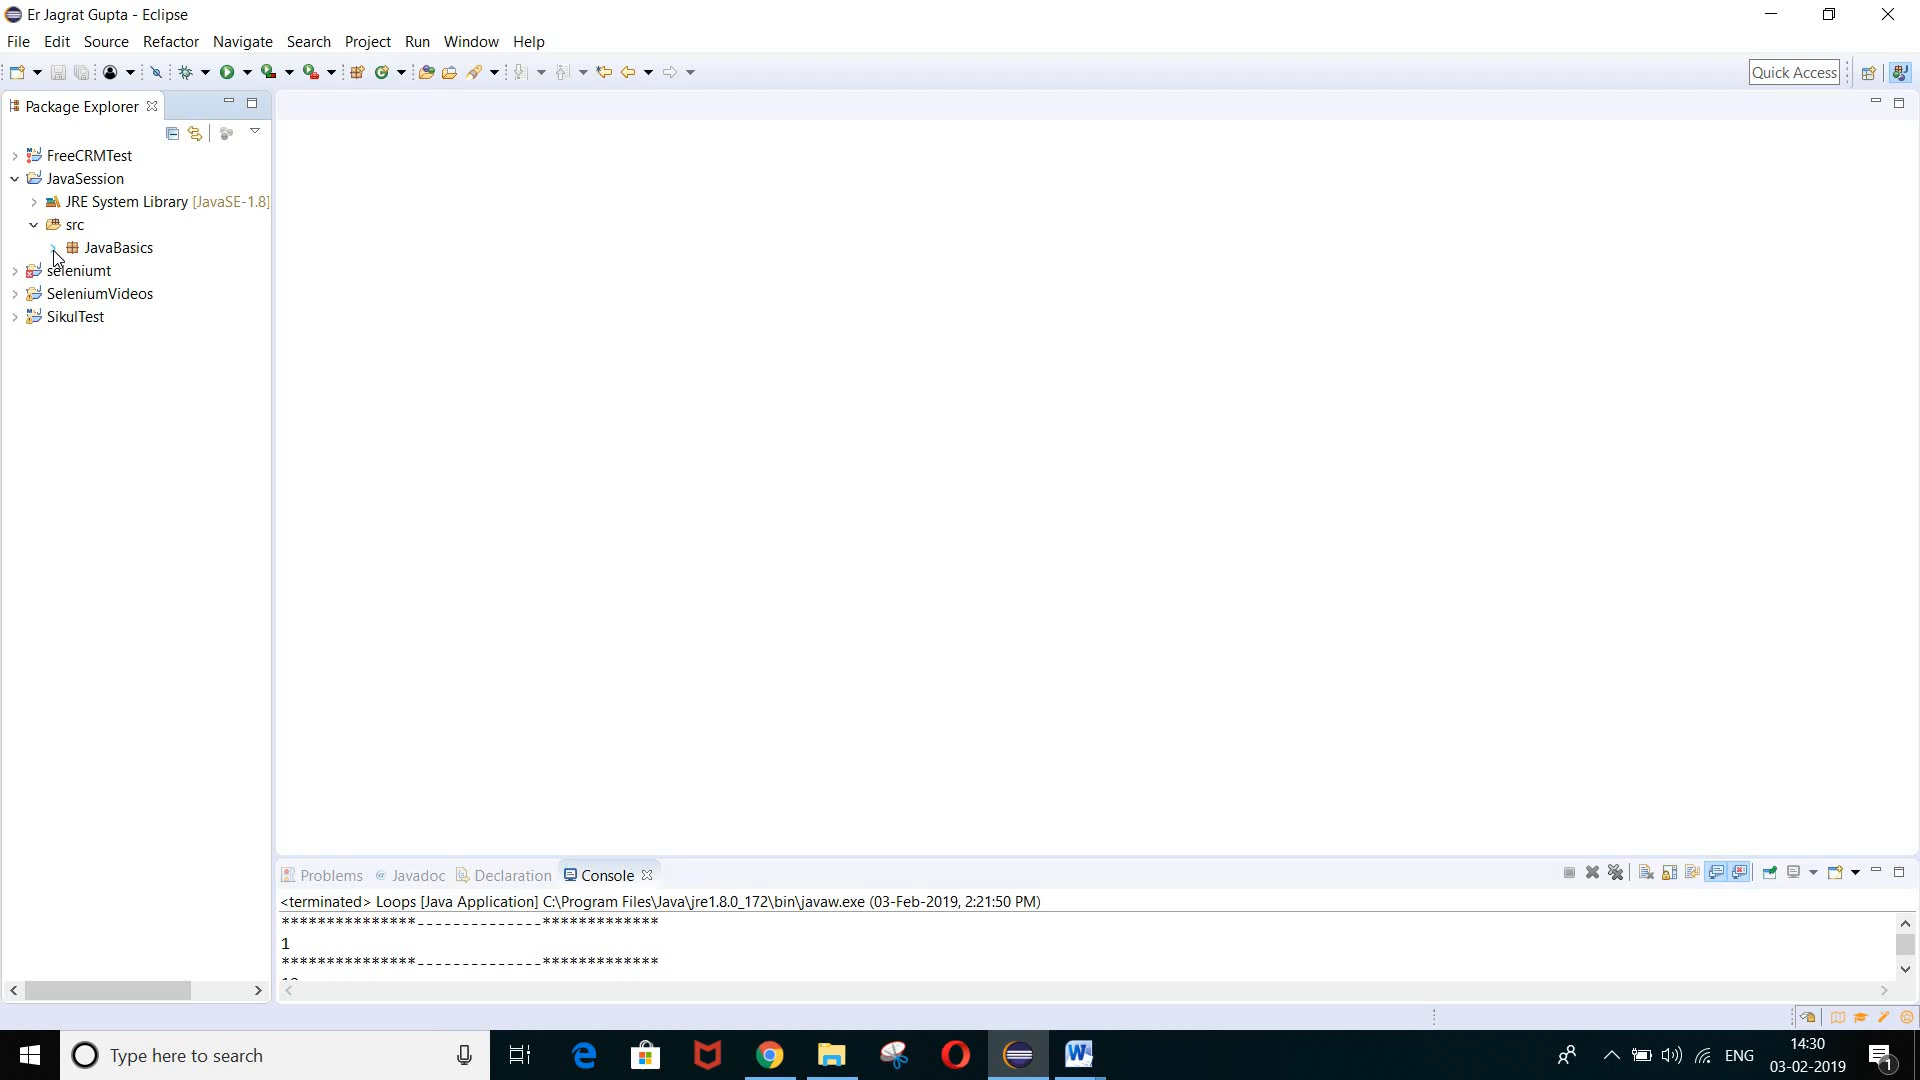 Er Jagrat Gupta - Eclipse
File Edit Source Refactor Navigate Search Project Run Window Help
Quick Access
Package Explorer
FreeCRMTest
JavaSession
JRE System Library [JavaSE-1.8]
src
JavaBasics
seleniumt
SeleniumVideos
SikulTest
Problems @ Javadoc Declaration Console
<terminated> Loops [Java Application] C:\Program Files\Java\jre1.8.0_172\bin\javaw.exe (03-Feb-2019, 2:21:50 PM)
***************--------------*************
1
***************--------------*************
Type here to search
ENG
14:30
03-02-2019
1